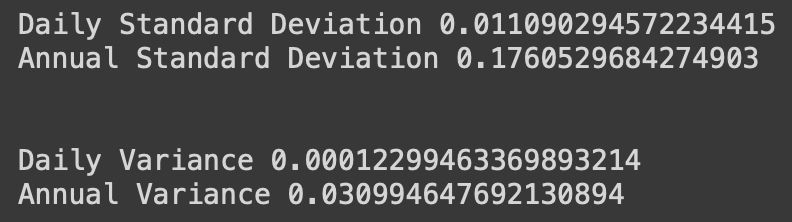 Daily Standard Deviation 0.011090294572234415
Annual Standard Deviation 0.1760529684274903
Daily Variance 0.00012299463369893214
Annual Variance 0.030994647692130894